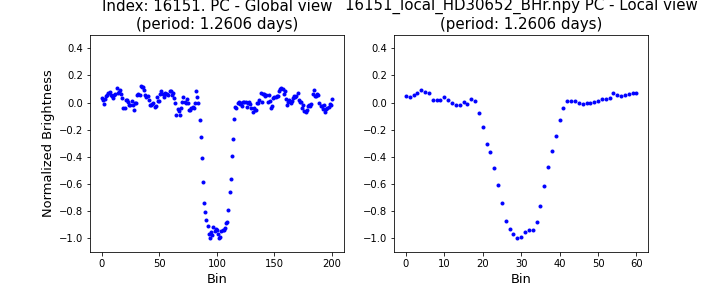 Index: 16151. PC - Global view
(period: 1.2606 days)
16151_local_HD30652_BHr.npy PC - Local view
(period: 1.2606 days)
Normalized Brightness
0.4
0.2
0.0
−0.2
−0.4
−0.6
−0.8
−1.0
0 50 100 150 200
Bin
0.4
0.2
0.0
−0.2
−0.4
−0.6
−0.8
−1.0
0 10 20 30 40 50 60
Bin